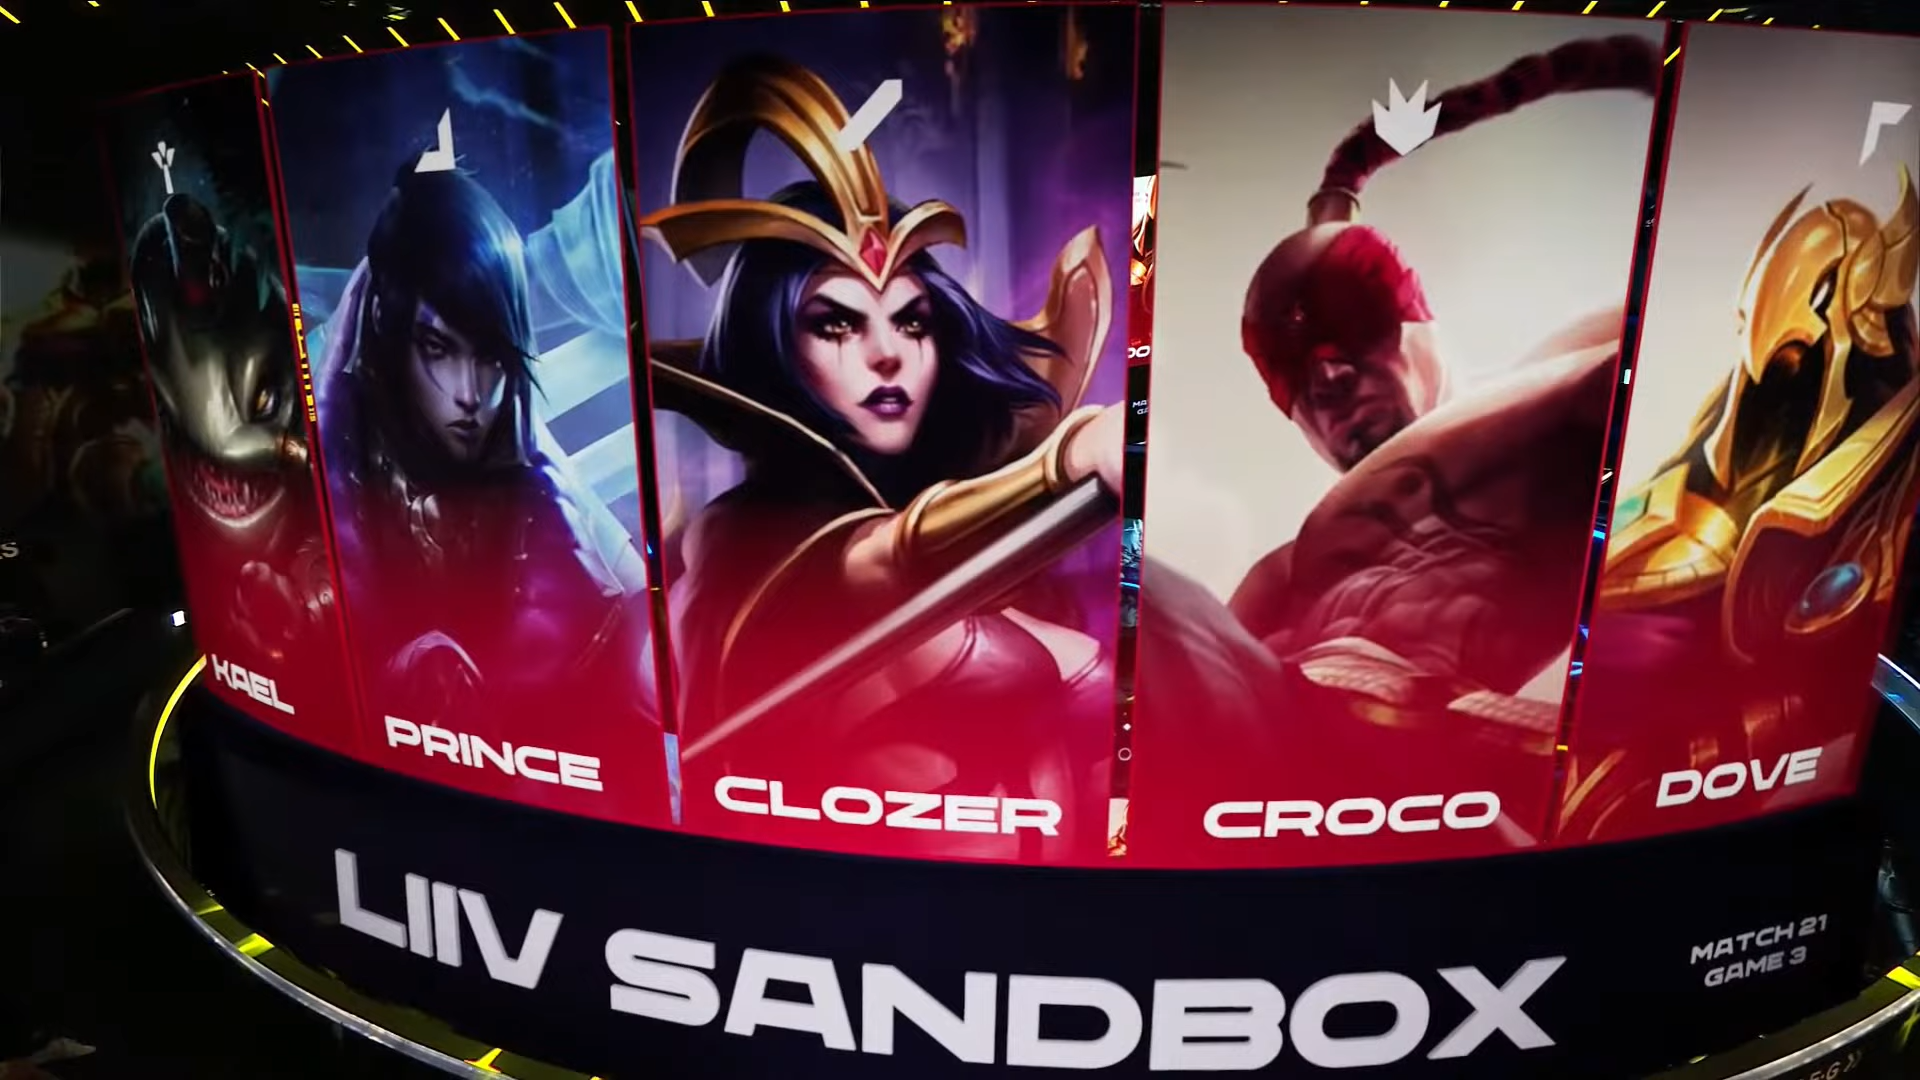 KAEL
PRINCE
CLOZER
CROCO
DOVE
LIIV SANDBOX
MATCH 21
GAME 3